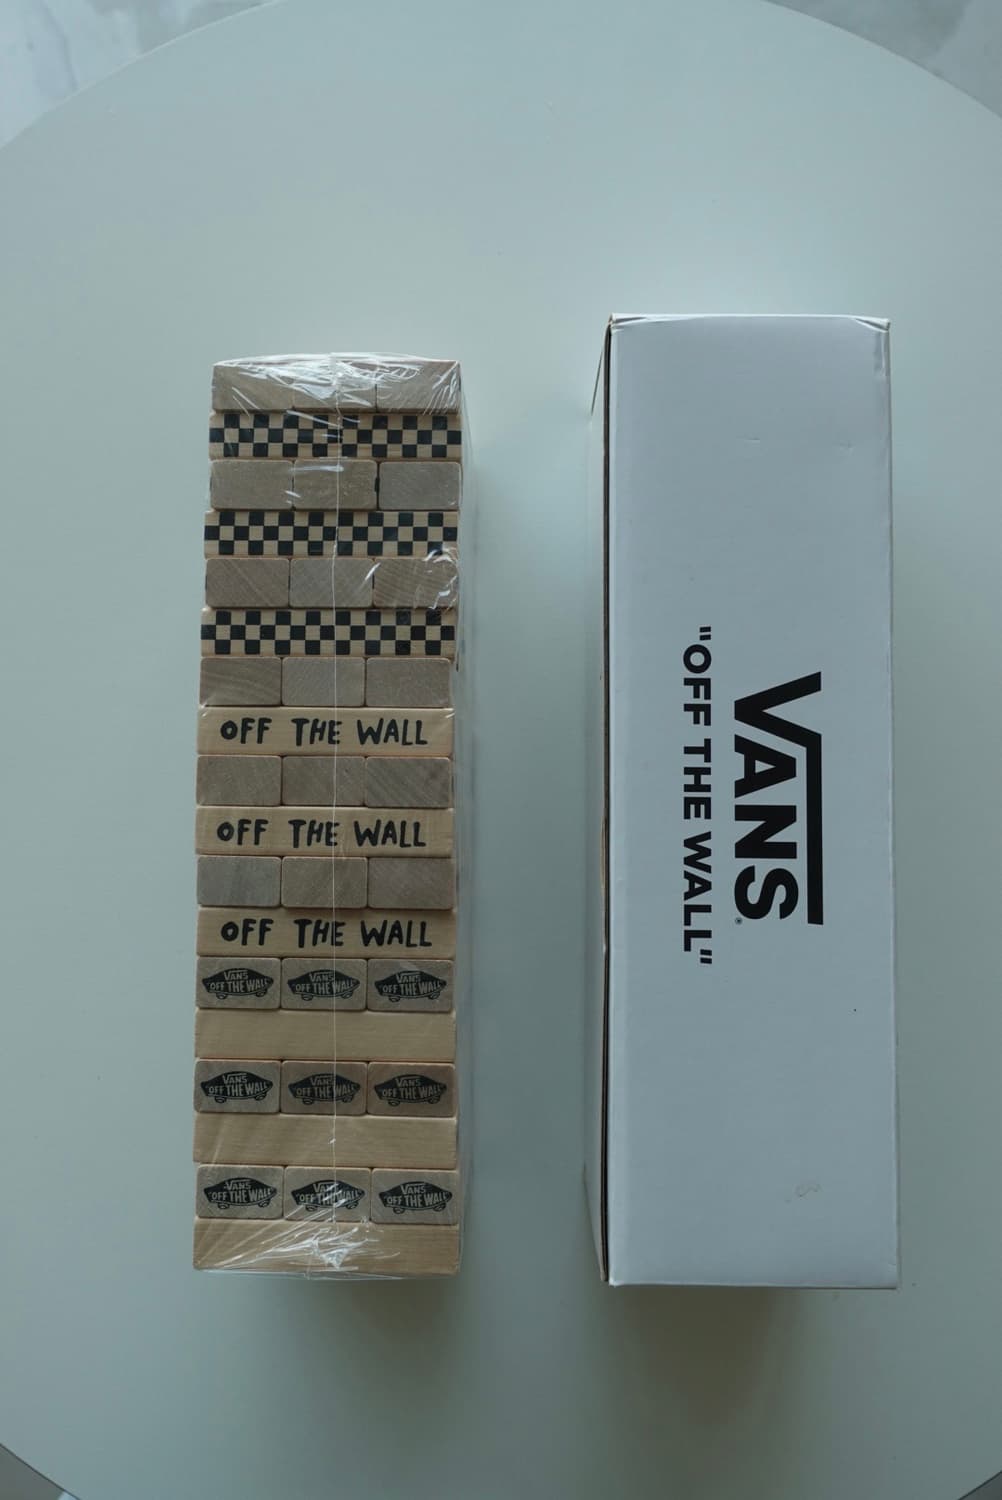 OFF THE WALL
OFF THE WALL
OFF THE WALL
VANS
"OFF THE WALL"
VANS
"OFF THE WALL"
VANS
"OFF THE WALL"
VANS
"OFF THE WALL"
VANS
"OFF THE WALL"
VANS
"OFF THE WALL"
VANS
"OFF THE WALL"
VANS
"OFF THE WALL"
VANS
"OFF THE WALL"
VANS®
"OFF THE WALL"